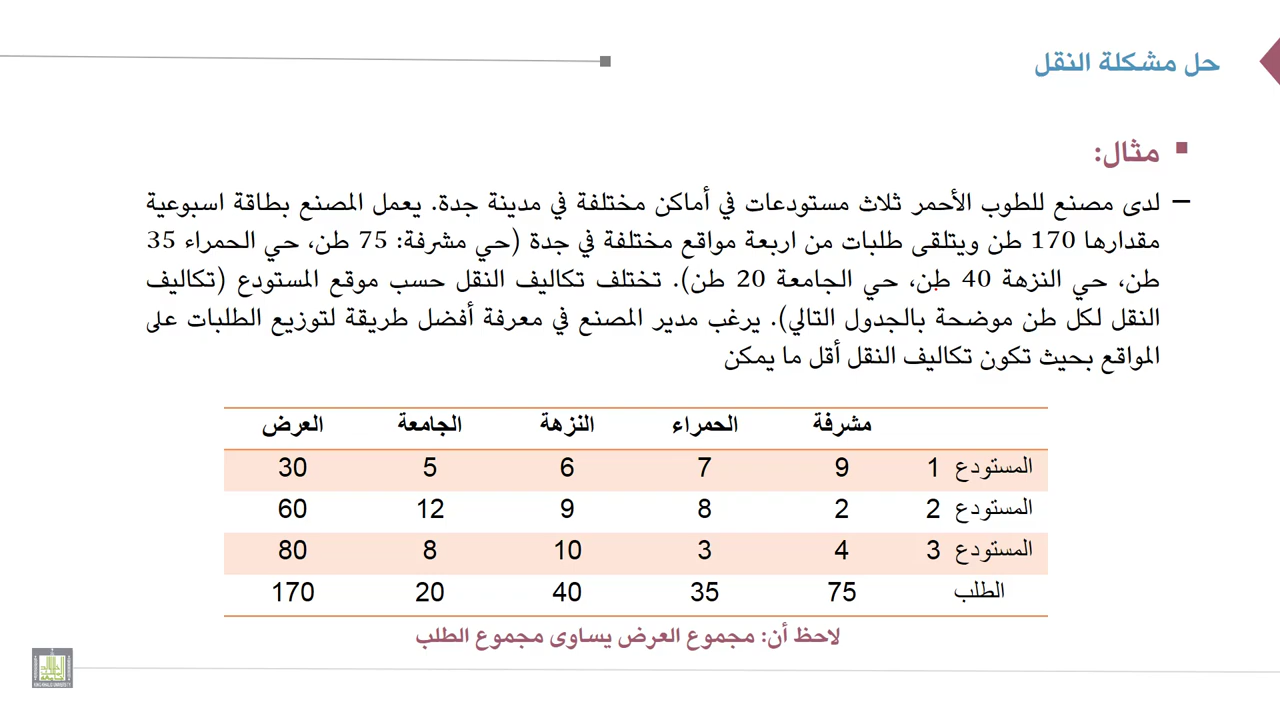 حل مشكلة النقل
مثال:
– لدى مصنع للطوب الأحمر ثلاث مستودعات في أماكن مختلفة في مدينة جدة. يعمل المصنع بطاقة اسبوعية
مقدارها 170 طن ويتلقى طلبات من اربعة مواقع مختلفة في جدة (حي مشرفة: 75 طن، حي الحمراء 35
طن، حي النزهة 40 طن، حي الجامعة 20 طن). تختلف تكاليف النقل حسب موقع المستودع (تكاليف
النقل لكل طن موضحة بالجدول التالي). يرغب مدير المصنع في معرفة أفضل طريقة لتوزيع الطلبات على
المواقع بحيث تكون تكاليف النقل أقل ما يمكن
مشرفة الحمراء النزهة الجامعة العرض
المستودع 1 9 7 6 5 30
المستودع 2 2 8 9 12 60
المستودع 3 4 3 10 8 80
الطلب 75 35 40 20 170
لاحظ أن: مجموع العرض يساوى مجموع الطلب